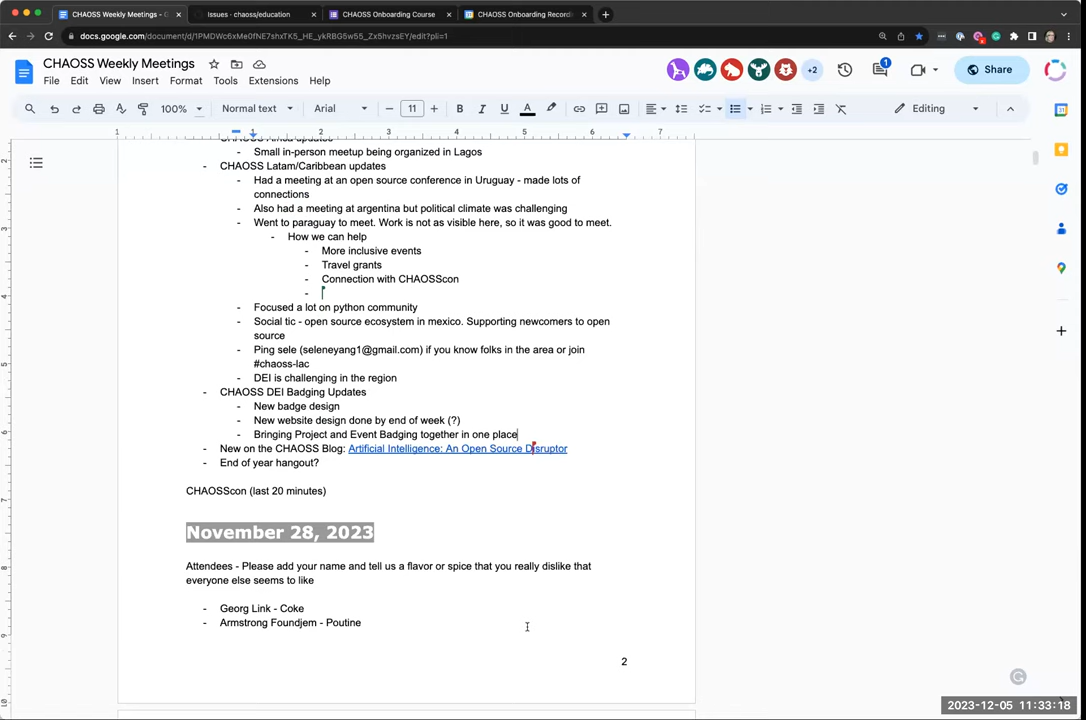 CHAOSS Weekly Meetings -
Issues · chaoss/education
CHAOSS Onboarding Course
CHAOSS Onboarding Record
docs.google.com/document/d/
/edit?pli=1
CHAOSS Weekly Meetings
File Edit View Insert Format Tools Extensions Help
+2
1
Share
100% Normal text Arial 11 Editing
1 1 2 3 4 5 6 7
Small in-person meetup being organized in Lagos
- CHAOSS Latam/Caribbean updates
- Had a meeting at an open source conference in Uruguay - made lots of
connections
- Also had a meeting at argentina but political climate was challenging
- Went to paraguay to meet. Work is not as visible here, so it was good to meet.
- How we can help
- More inclusive events
- Travel grants
- Connection with CHAOSScon
-
- Focused a lot on python community
- Social tic - open source ecosystem in mexico. Supporting newcomers to open
source
- Ping sele (seleneyang1@gmail.com) if you know folks in the area or join
#chaoss-lac
- DEI is challenging in the region
- CHAOSS DEI Badging Updates
- New badge design
- New website design done by end of week (?)
- Bringing Project and Event Badging together in one place
- New on the CHAOSS Blog: Artificial Intelligence: An Open Source Disruptor
- End of year hangout?
CHAOSScon (last 20 minutes)
November 28, 2023
Attendees - Please add your name and tell us a flavor or spice that you really dislike that
everyone else seems to like
- Georg Link - Coke
- Armstrong Foundjem - Poutine
2
2023-12-05 11:33:18